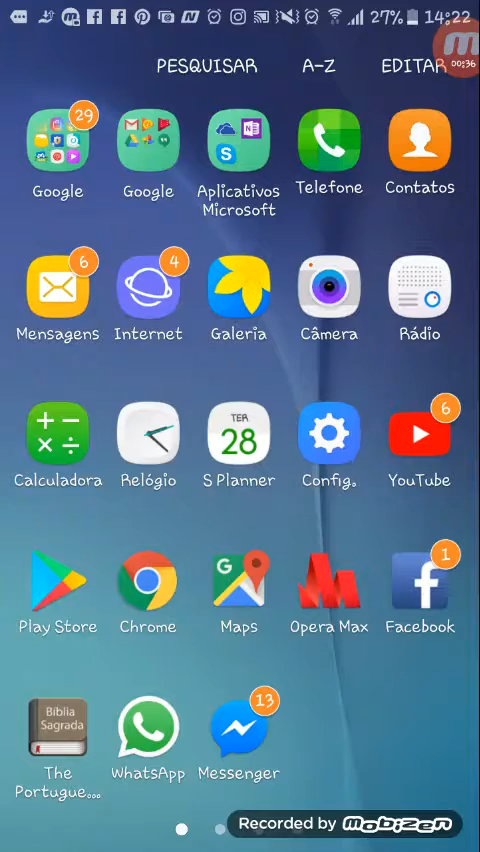 27% 14:22
PESQUISAR A-Z EDITAR
00:36
29
Google Google Aplicativos Microsoft Telefone Contatos
6 4
Mensagens Internet Galeria Câmera Rádio
TER
28
6
Calculadora Relógio S Planner Config. YouTube
G
1
Play Store Chrome Maps Opera Max Facebook
Bíblia
Sagrada
13
The Portugue... WhatsApp Messenger
Recorded by mobizen